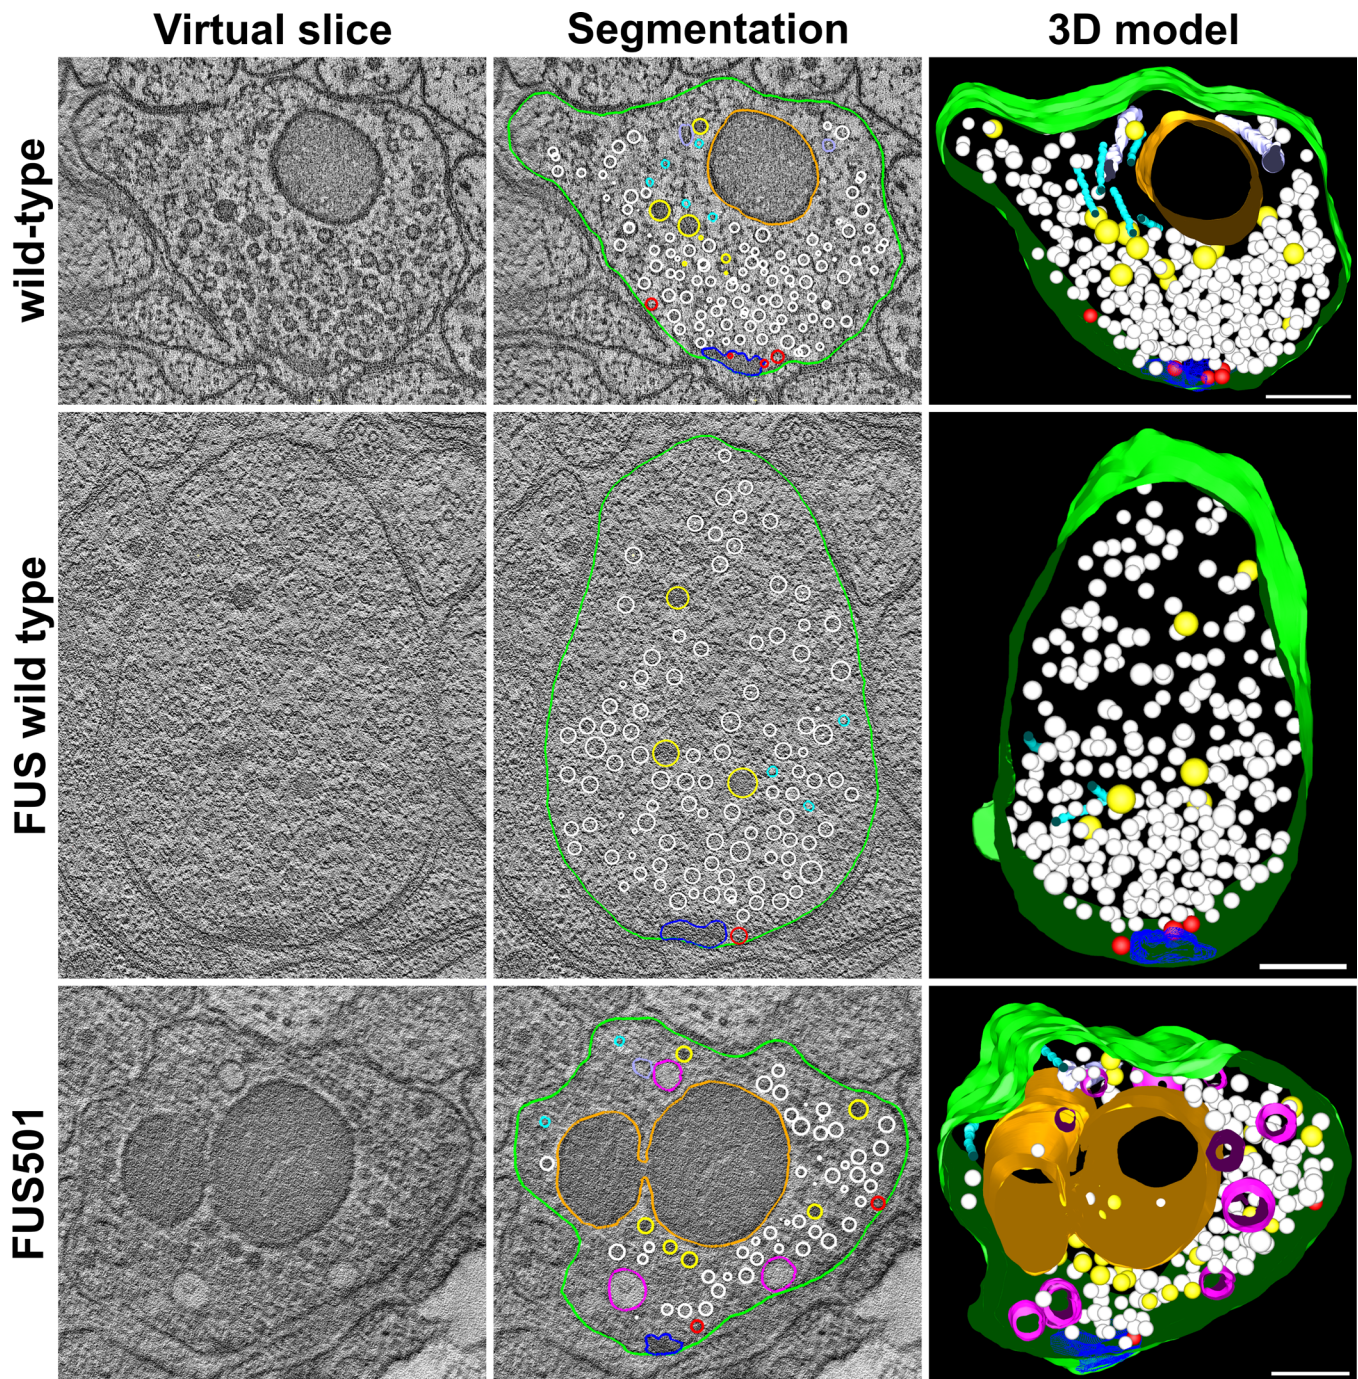 Virtual slice
Segmentation
3D model
wild-type
FUS wild type
FUS501